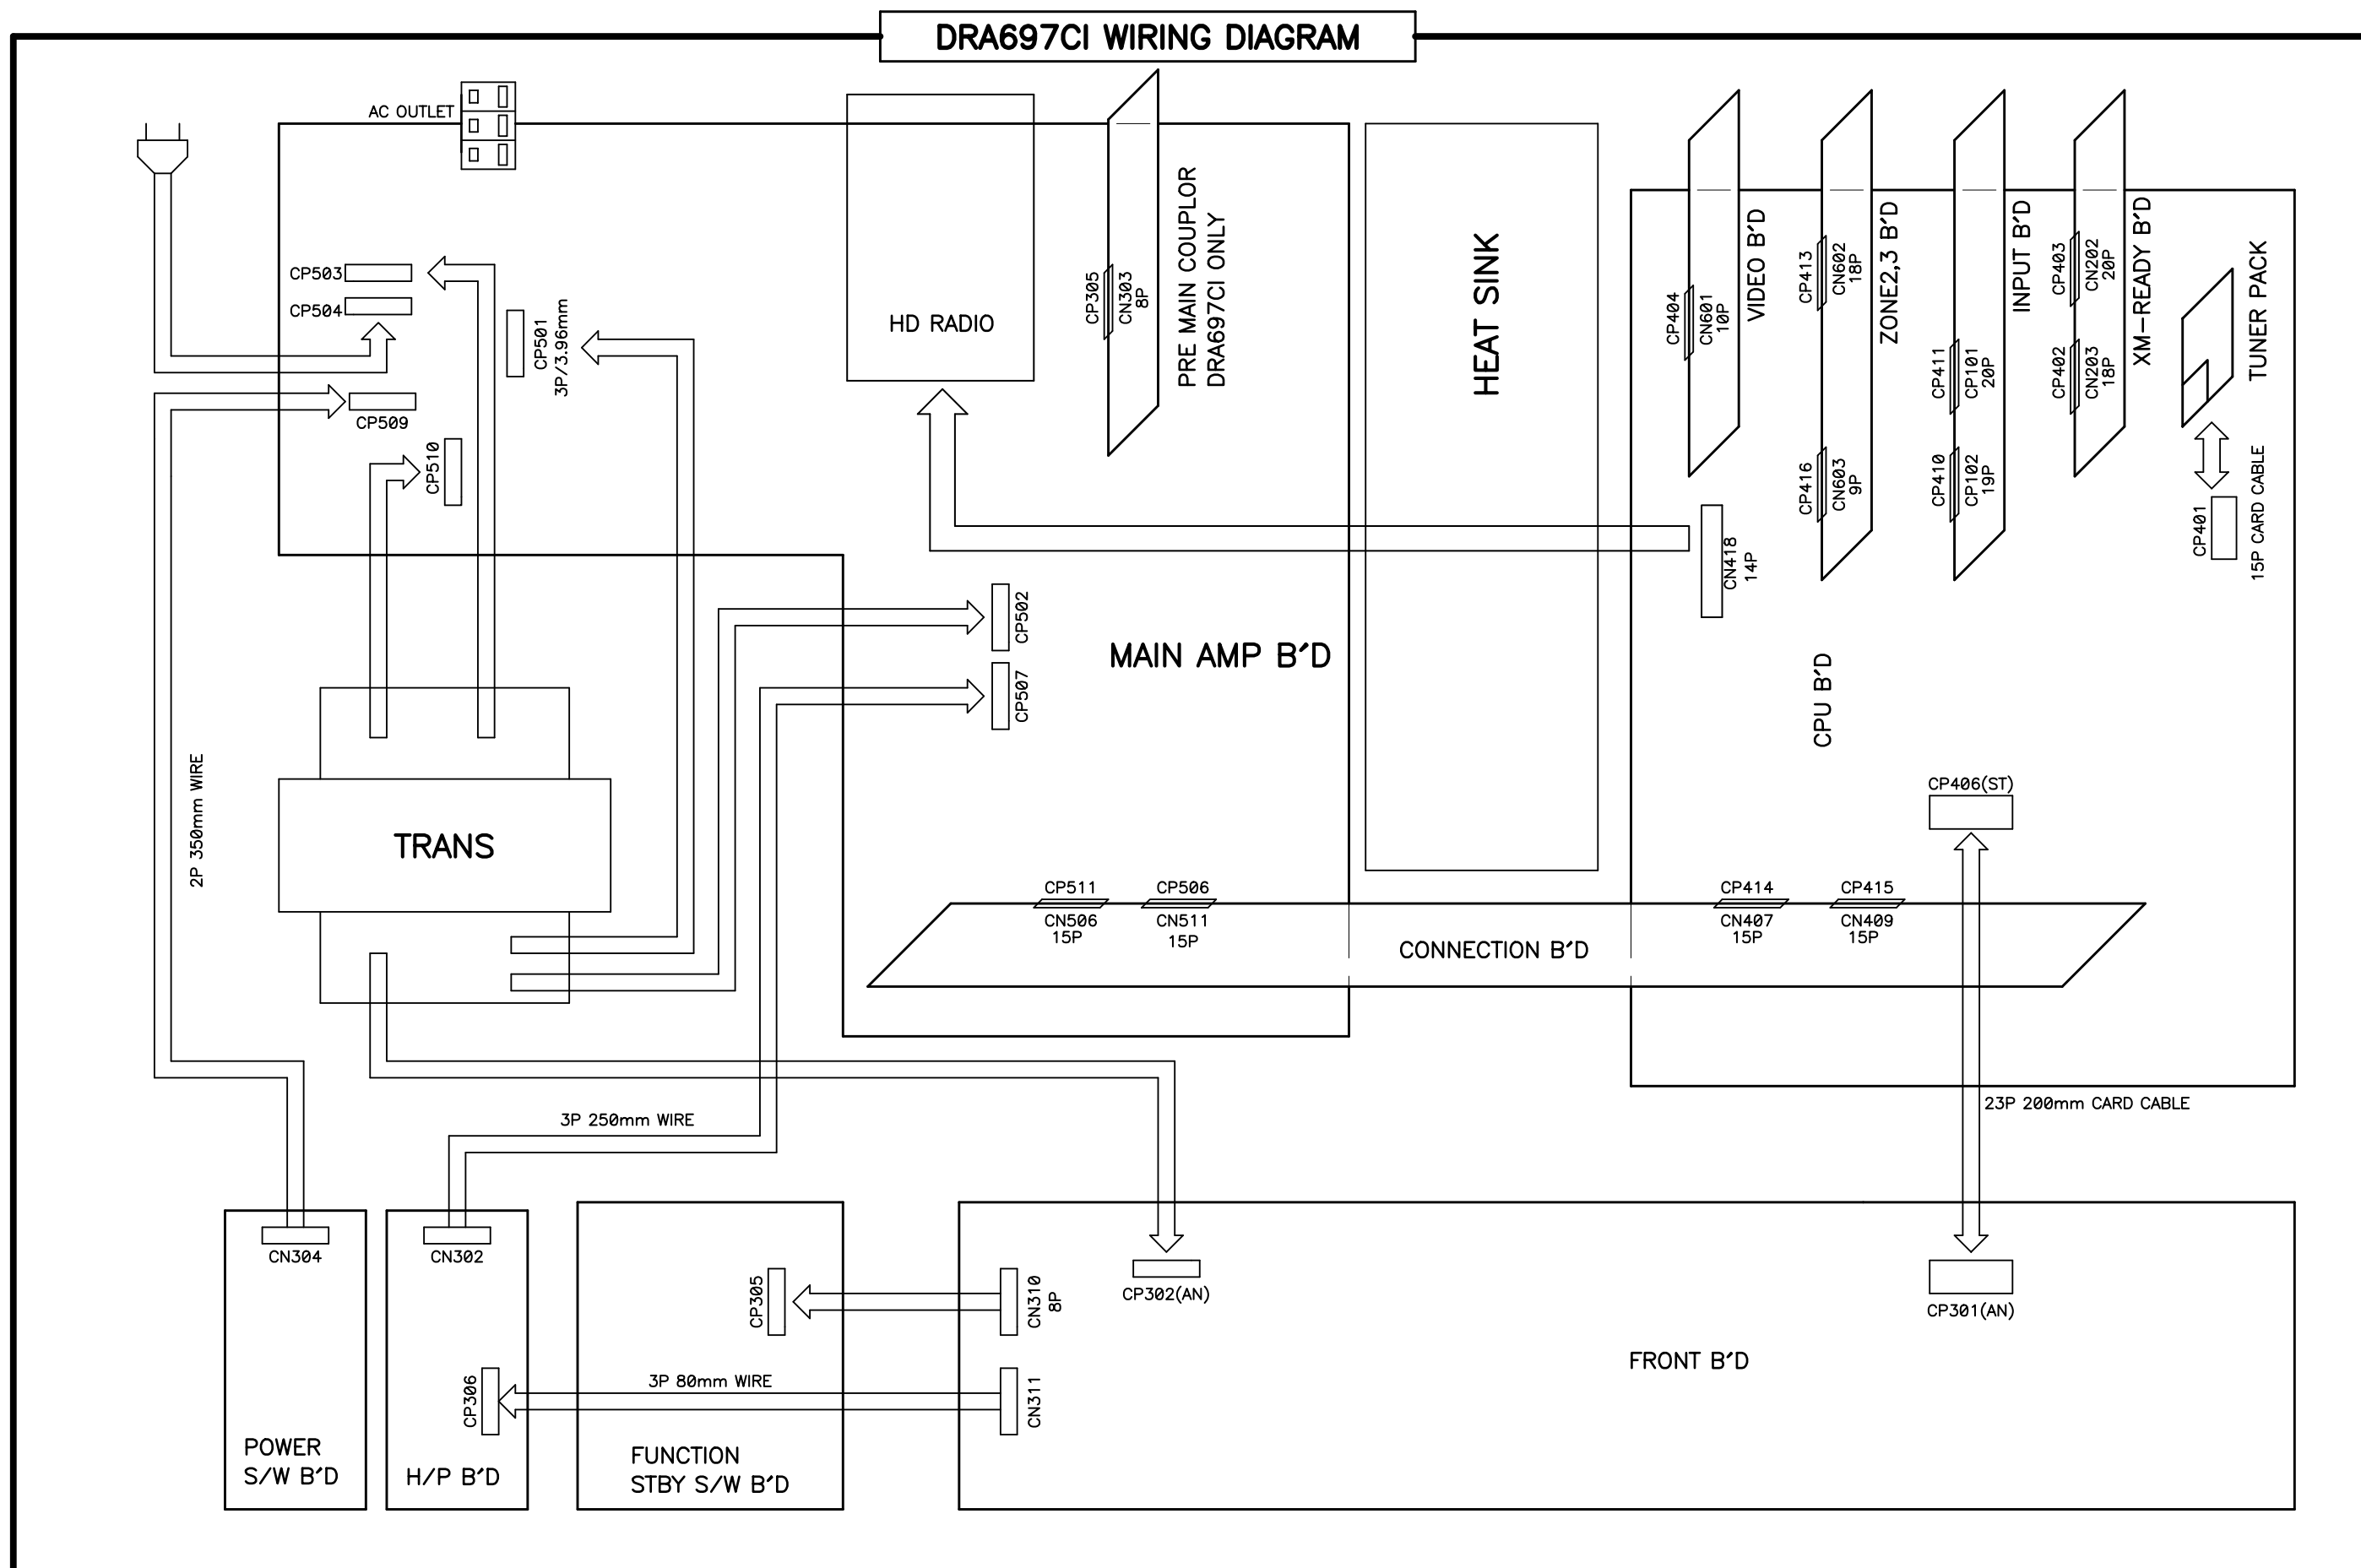 DRA697CI WIRING DIAGRAM
AC OUTLET
CP503
CP504
CP501
3P/3.96mm
CP509
CP510
HD RADIO
CP305
CN303
8P
PRE MAIN COUPLOR
DRA697CI ONLY
HEAT SINK
CP404
CN601
10P
VIDEO B'D
CP413
CN602
18P
ZONE2,3 B'D
CP416
CN603
9P
CP411
CP101
20P
INPUT B'D
CP410
CP102
19P
CP403
CN202
20P
CP402
CN203
18P
XM-READY B'D
TUNER PACK
CP401
15P CARD CABLE
CN418
14P
CP502
CP507
MAIN AMP B'D
CPU B'D
2P 350mm WIRE
TRANS
CP406(ST)
CP511
CN506
15P
CP506
CN511
15P
CONNECTION B'D
CP414
CN407
15P
CP415
CN409
15P
3P 250mm WIRE
23P 200mm CARD CABLE
CN304
POWER
S/W B'D
CN302
CP306
H/P B'D
CP305
3P 80mm WIRE
FUNCTION
STBY S/W B'D
CN310
8P
CN311
CP302(AN)
CP301(AN)
FRONT B'D